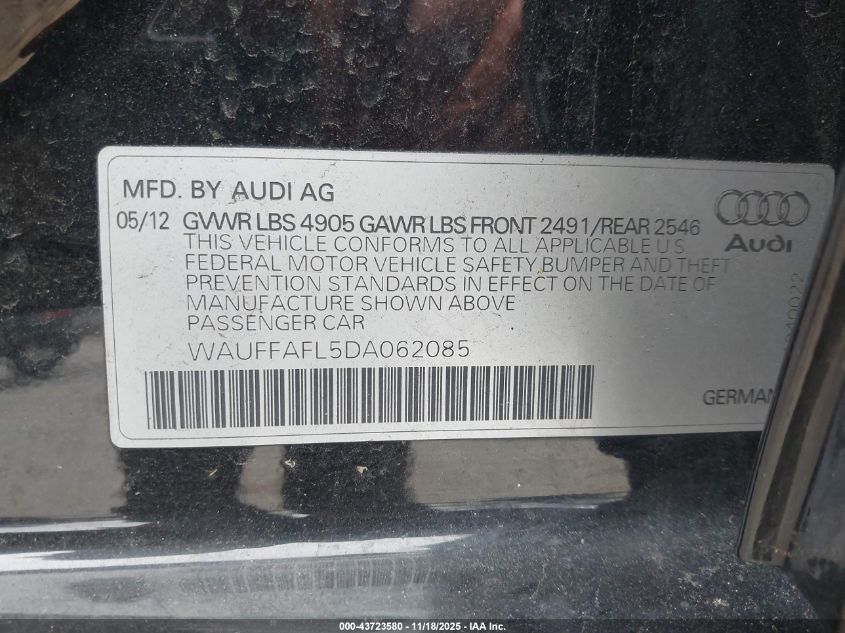 MFD. BY AUDI AG
05/12 GVWR LBS 4905 GAWR LBS FRONT 2491/REAR 2546
THIS VEHICLE CONFORMS TO ALL APPLICABLE U S
FEDERAL MOTOR VEHICLE SAFETY, BUMPER AND THEFT
PREVENTION STANDARDS IN EFFECT ON THE DATE OF
MANUFACTURE SHOWN ABOVE
PASSENGER CAR
WAUFFAFL5DA062085
Audi
GERMAN
000-43723580 - 11/18/2025 - IAA Inc.